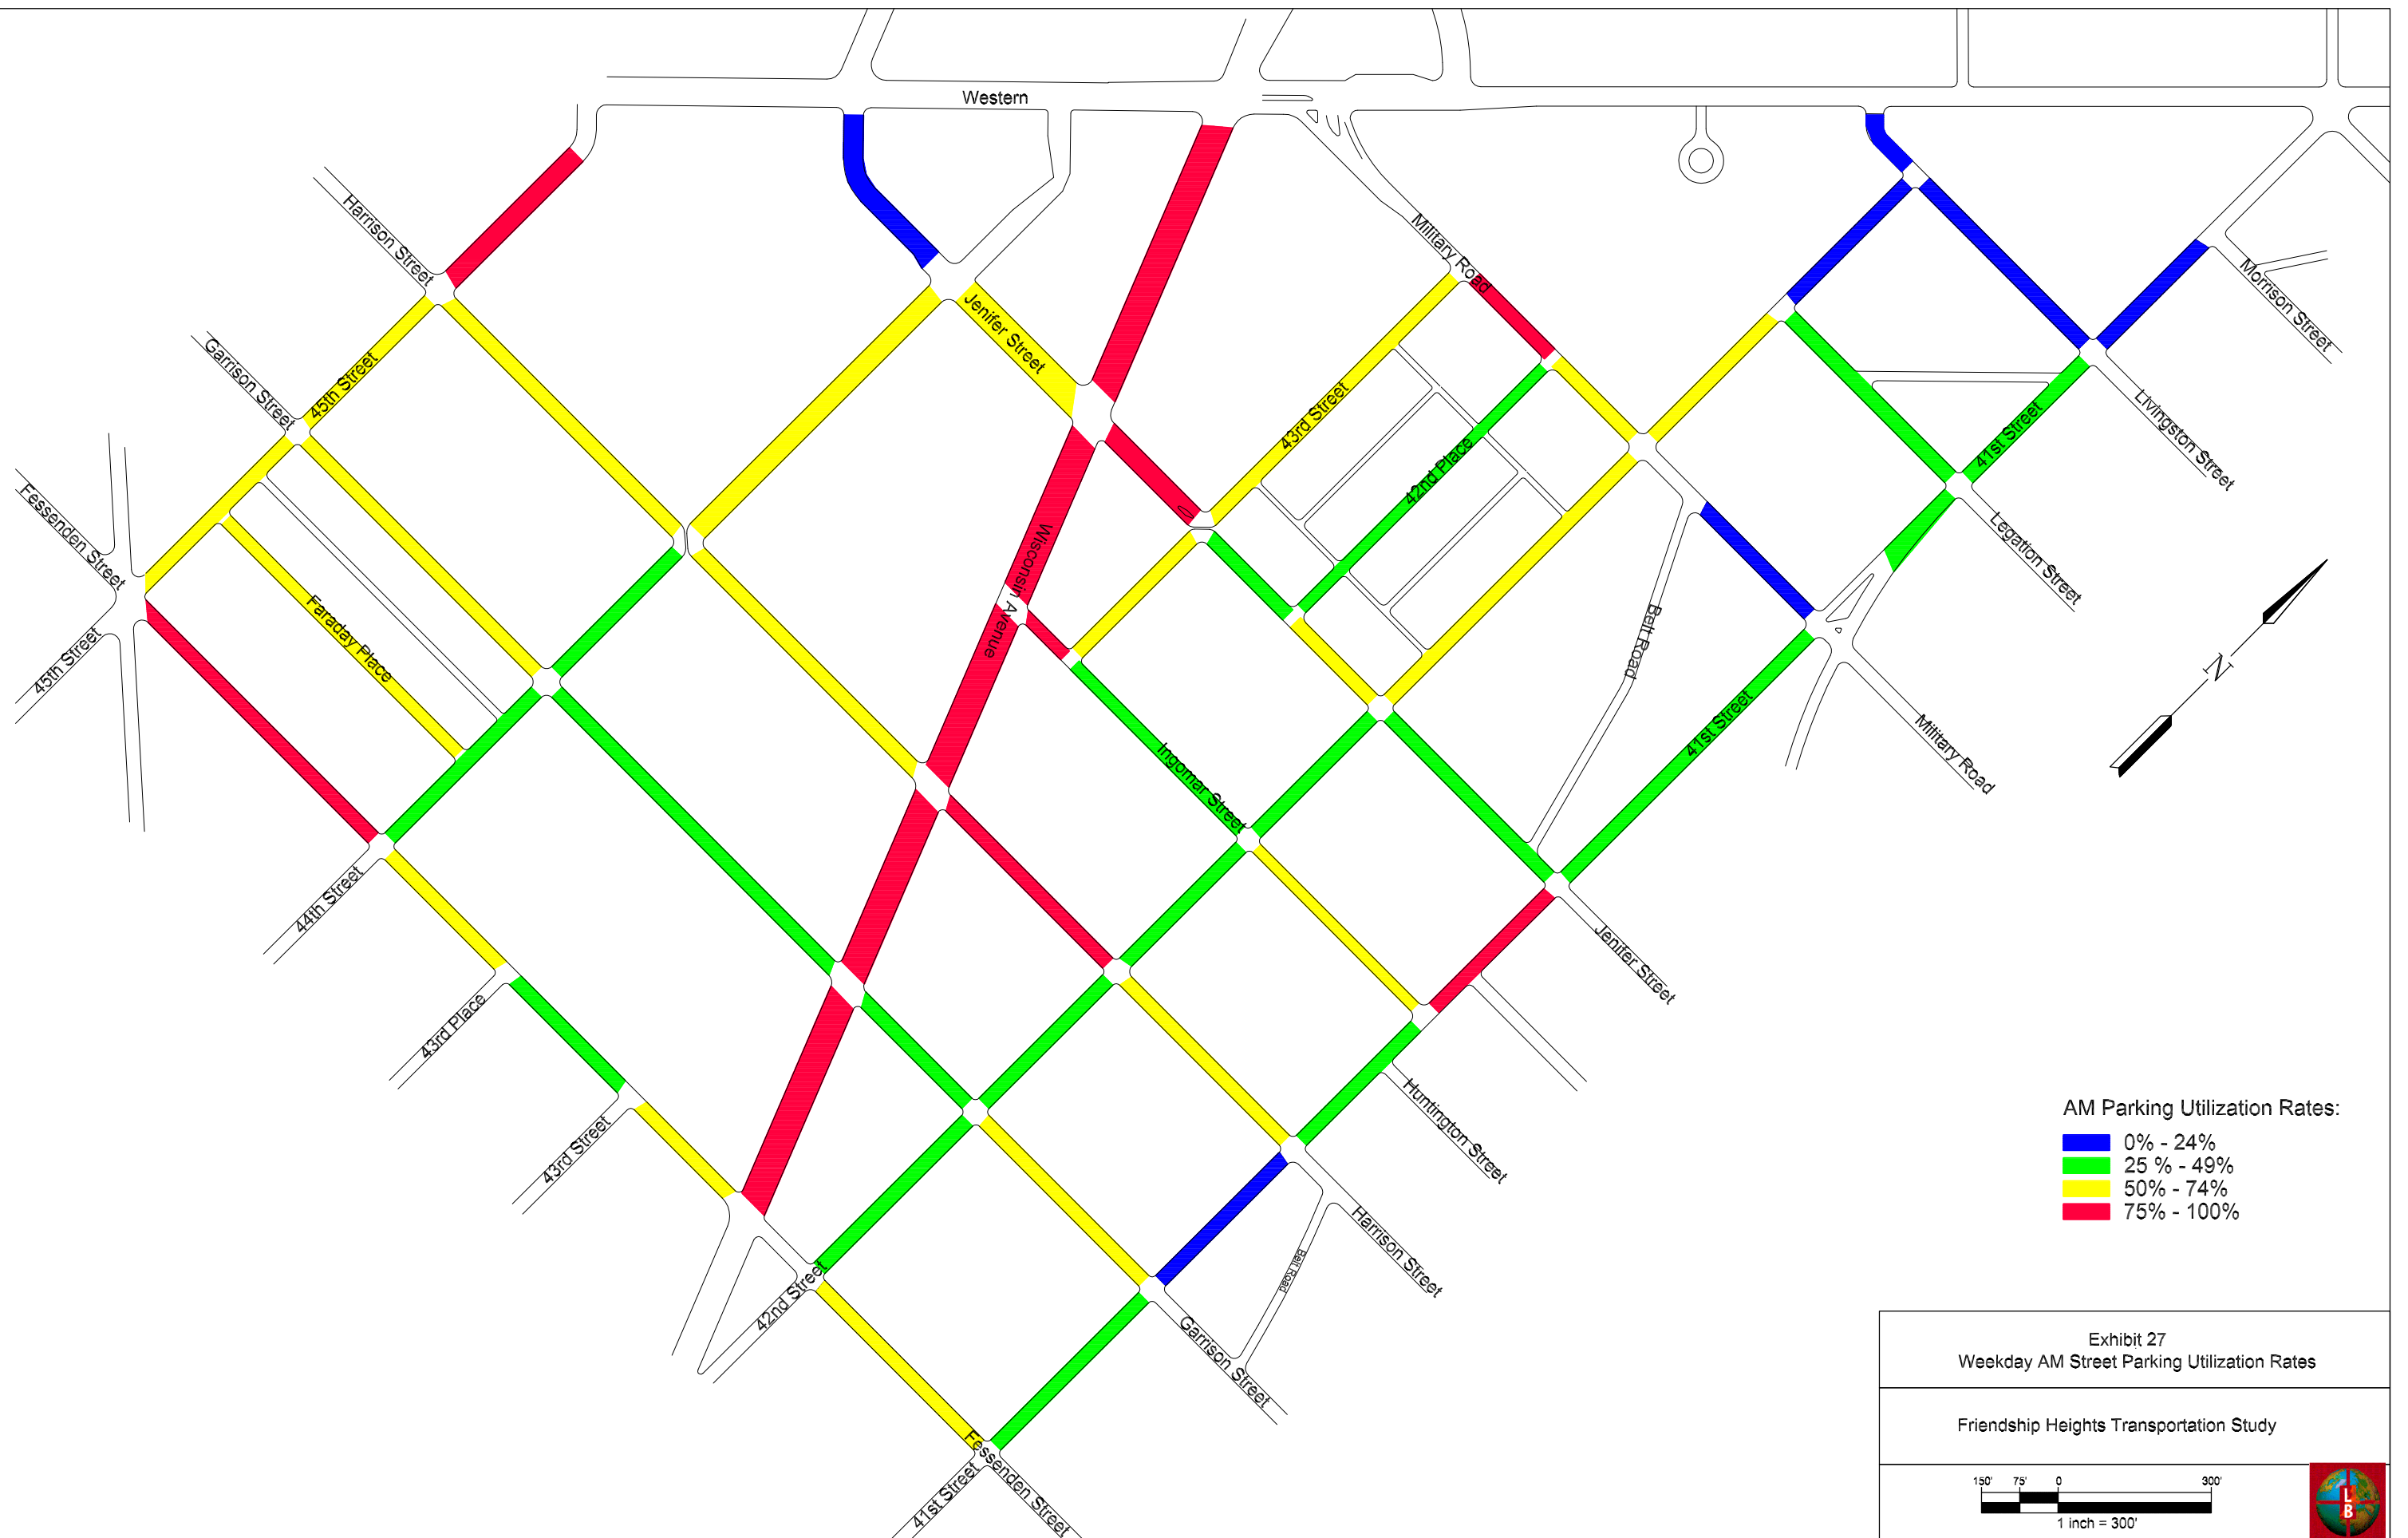 Western
Harrison Street
Military Road
Morrison Street
Jenifer Street
Garrison Street
45th Street
43rd Street
Livingston Street
41st Street
42nd Place
Fessenden Street
Legation Street
Wisconsin Avenue
Faraday Place
Belt Road
45th Street
N
41st Street
Military Road
Ingomar Street
44th Street
Jenifer Street
43rd Place
Huntington Street
43rd Street
Harrison Street
Belt Road
42nd Street
Garrison Street
Fessenden Street
41st Street
AM Parking Utilization Rates:
0% - 24%
25 % - 49%
50% - 74%
75% - 100%
Exhibit 27
Weekday AM Street Parking Utilization Rates
Friendship Heights Transportation Study
150' 75' 0 300'
1 inch = 300'
L
B